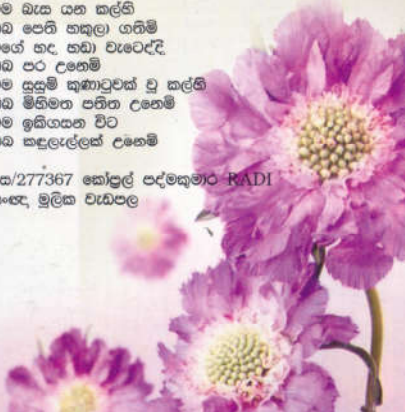 ම බැස යන කල්හි
බ පෙති හකුලා ගතිමි
ගේ හද, හඬා වැටෙද්දි
බ පර උනෙමි
ම සුසුම් කුණාටුවක් වූ කල්හි
බ මිහිමත පතිත උනෙමි
ම ඉකිගසන විට
බ කඳුලැල්ලක් උනෙමි
ස/277367 කෝප්‍රල් පද්මකුමාර RADI
සංඥා මූලික වැඩපල